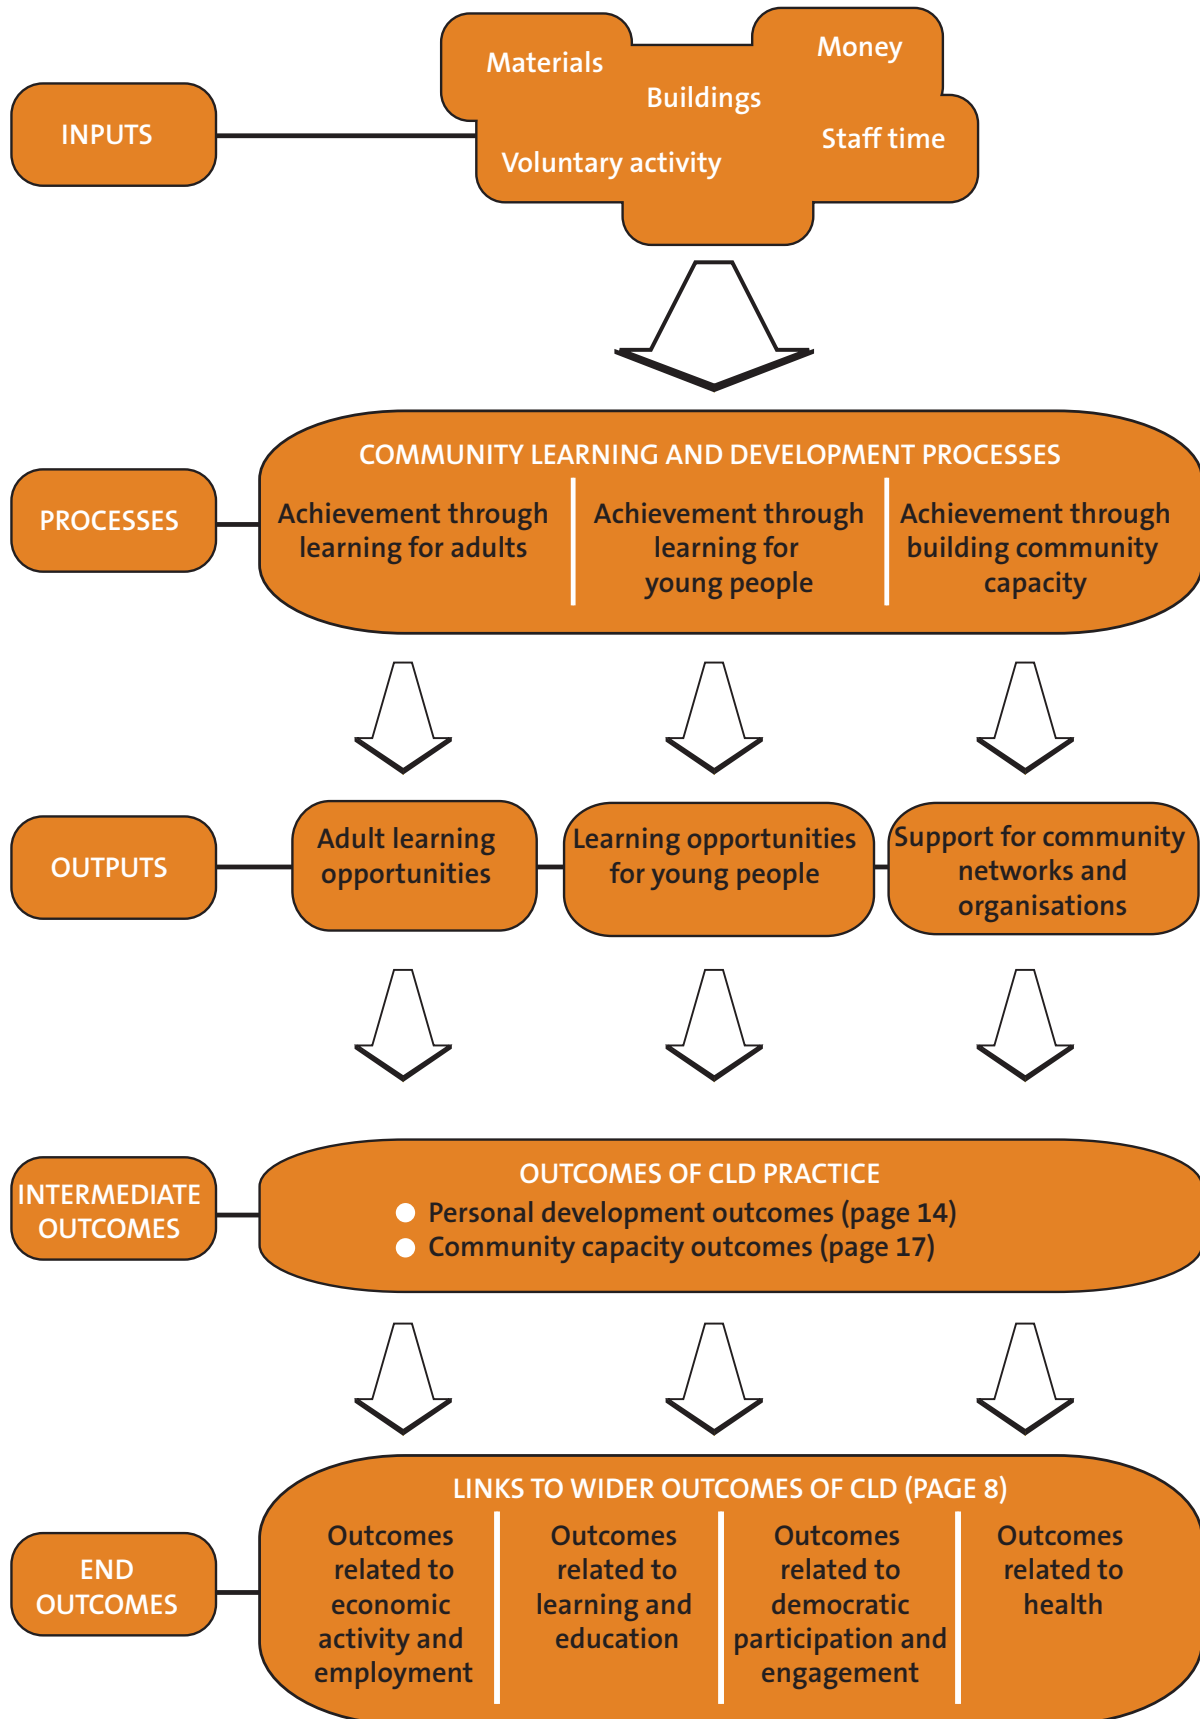 INPUTS
Materials
Money
Buildings
Staff time
Voluntary activity
PROCESSES
COMMUNITY LEARNING AND DEVELOPMENT PROCESSES
Achievement through
learning for adults
Achievement through
learning for
young people
Achievement through
building community
capacity
OUTPUTS
Adult learning
opportunities
Learning opportunities
for young people
Support for community
networks and
organisations
INTERMEDIATE
OUTCOMES
OUTCOMES OF CLD PRACTICE
Personal development outcomes (page 14)
Community capacity outcomes (page 17)
END
OUTCOMES
LINKS TO WIDER OUTCOMES OF CLD (PAGE 8)
Outcomes
related to
economic
activity and
employment
Outcomes
related to
learning and
education
Outcomes
related to
democratic
participation and
engagement
Outcomes
related to
health